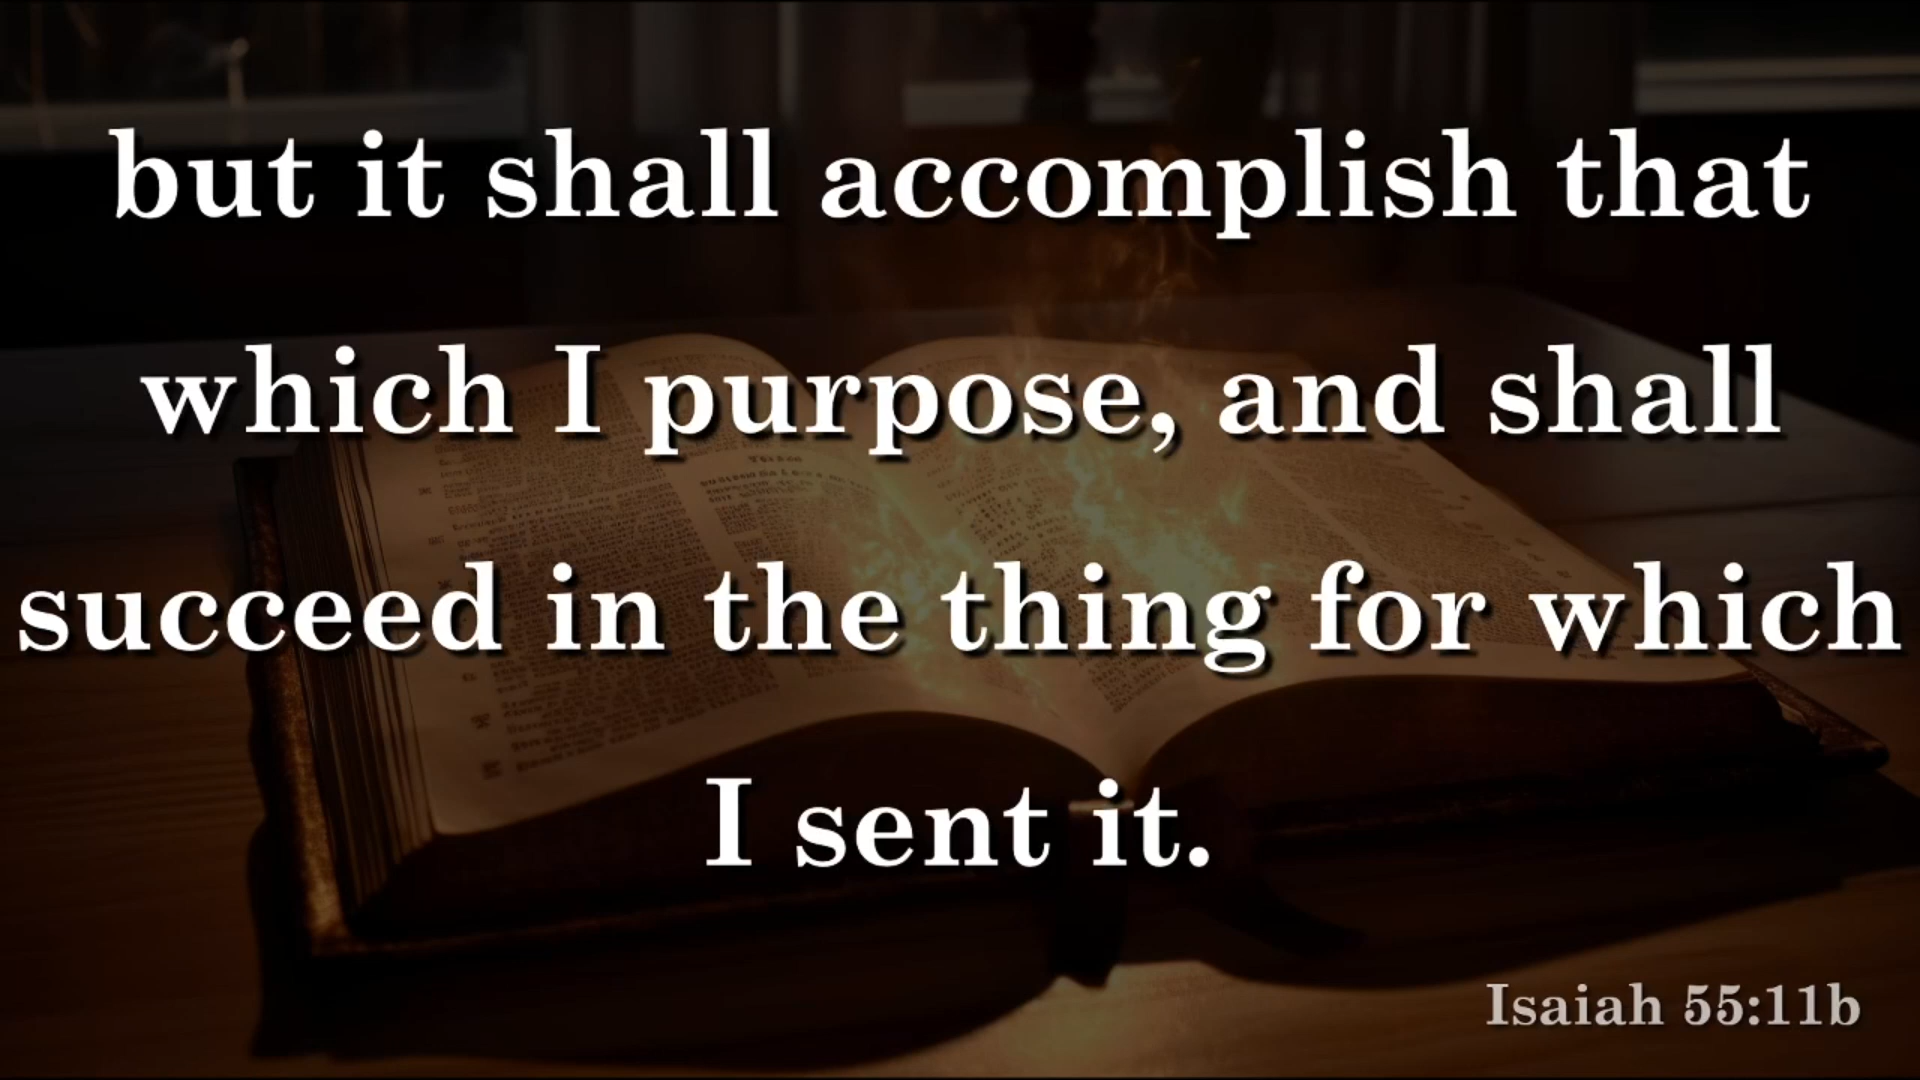 but it shall accomplish that
which I purpose, and shall
succeed in the thing for which
I sent it.
Isaiah 55:11b